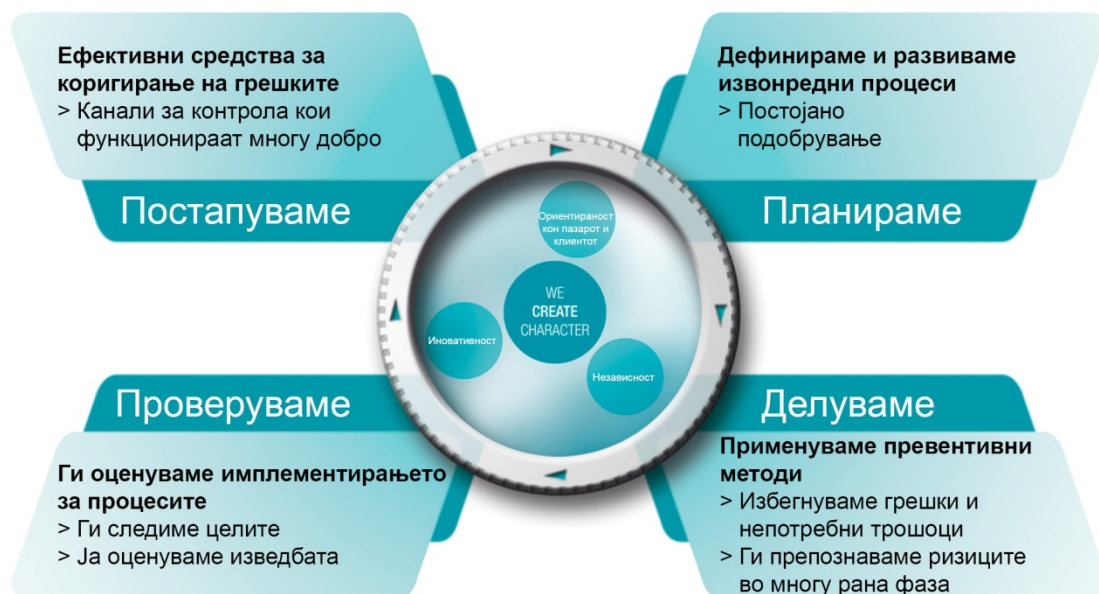 Ефективни средства за
коригирање на грешките
> Канали за контрола кои
функционираат многу добро
Постапуваме
Дефинираме и развиваме
извонредни процеси
> Постојано
подобрување
Планираме
Ориентираност
кон пазарот и
клиентот
WE
CREATE
CHARACTER
Иновативност
Независност
Проверуваме
Ги оценуваме имплементирањето
за процесите
> Ги следиме целите
> Ја оценуваме изведбата
Делуваме
Применуваме превентивни
методи
> Избегнуваме грешки и
непотребни трошоци
> Ги препознаваме ризиците
во многу рана фаза